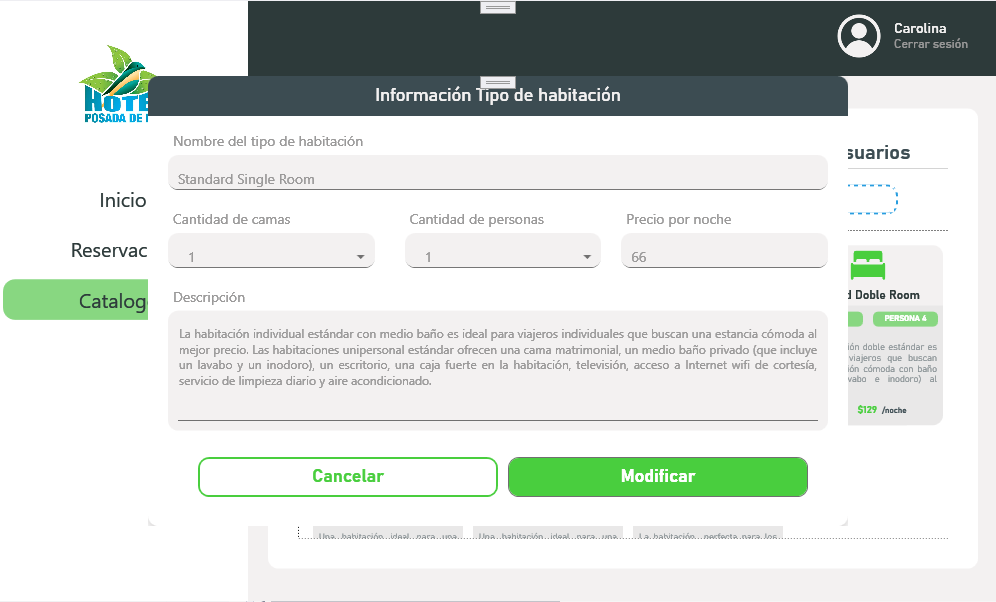 Carolina
Cerrar sesión
HOTE
POSADA DE
Información Tipo de habitación
Nombre del tipo de habitación
Standard Single Room
suarios
Inicio
Reservac
Catalog
Cantidad de camas
Cantidad de personas
Precio por noche
1
1
66
Descripción
La habitación individual estándar con medio baño es ideal para viajeros individuales que buscan una estancia cómoda al
mejor precio. Las habitaciones unipersonal estándar ofrecen una cama matrimonial, un medio baño privado (que incluye
un lavabo y un inodoro), un escritorio, una caja fuerte en la habitación, televisión, acceso a Internet wifi de cortesía,
servicio de limpieza diario y aire acondicionado.
d Doble Room
PERSONA 4
ión doble estándar es
viajeros que buscan
ión cómoda con baño
vabo e inodoro) al
$129 /noche
Cancelar
Modificar
Una habitación ideal para una
Una habitación ideal para una
La habitación perfecta para los